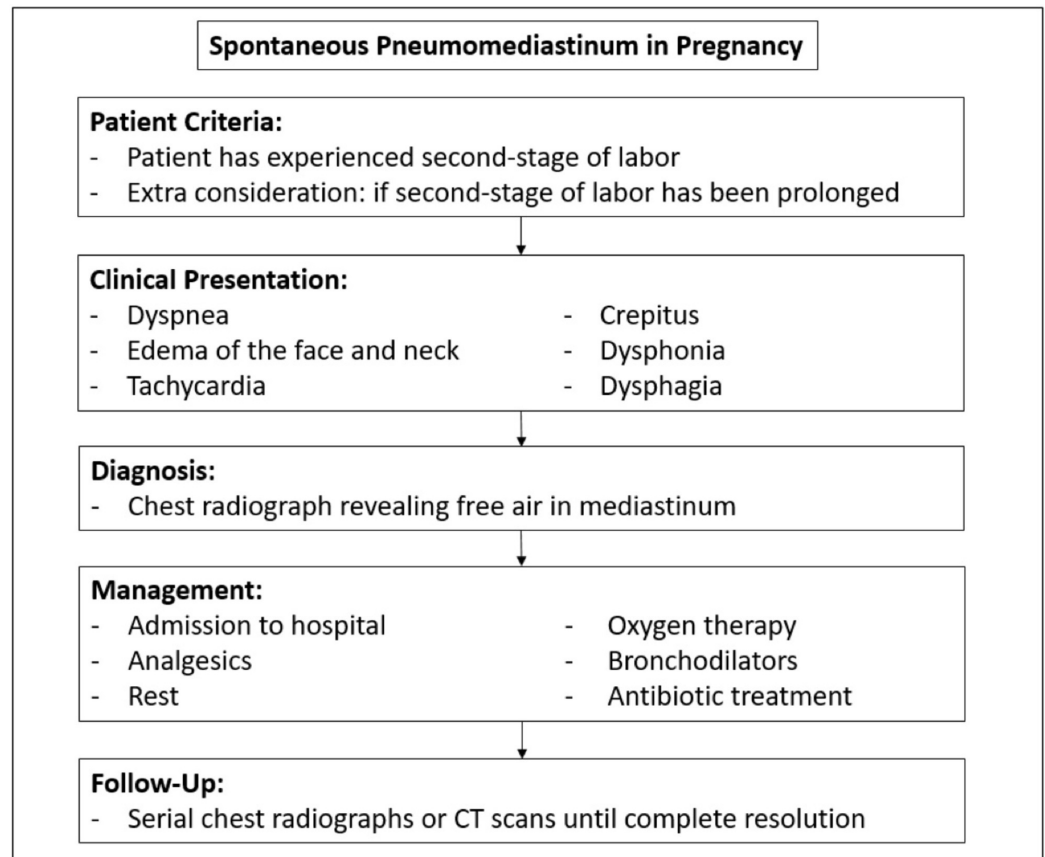 Spontaneous Pneumomediastinum in Pregnancy
Patient Criteria:
- Patient has experienced second-stage of labor
- Extra consideration: if second-stage of labor has been prolonged
Clinical Presentation:
- Dyspnea
- Edema of the face and neck
- Tachycardia
- Crepitus
- Dysphonia
- Dysphagia
Diagnosis:
- Chest radiograph revealing free air in mediastinum
Management:
- Admission to hospital
- Analgesics
- Rest
- Oxygen therapy
- Bronchodilators
- Antibiotic treatment
Follow-Up:
- Serial chest radiographs or CT scans until complete resolution